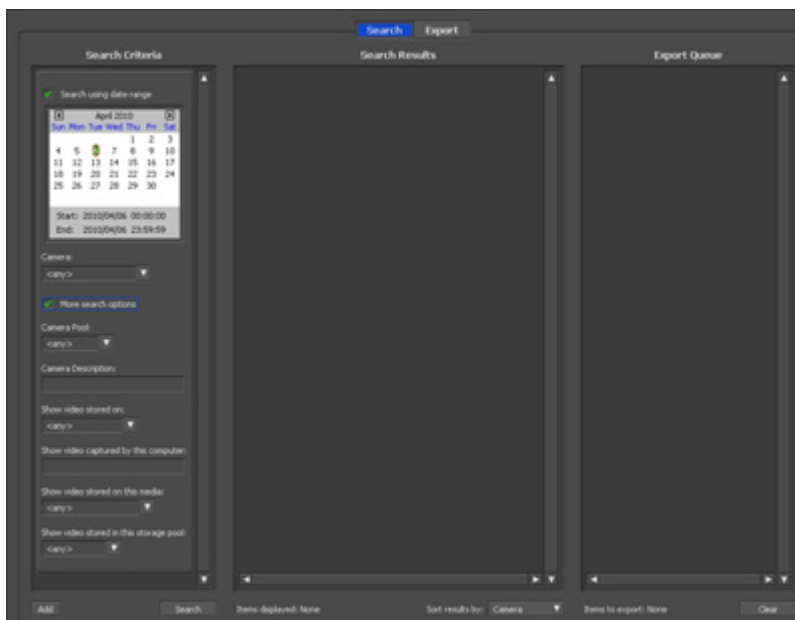 Search Export
Search Criteria
Search Results
Export Queue
Search using date range
April 2010
Sun Mon Tue Wed Thu Fri Sat
1 2 3
4 5 6 7 8 9 10
11 12 13 14 15 16 17
18 19 20 21 22 23 24
25 26 27 28 29 30
Start: 2010/04/06 00:00:00
End: 2010/04/06 23:59:59
Camera:
<any>
More search options
Camera Pool:
<any>
Camera Description:
Show video stored on:
<any>
Show video captured by this computer:
Show video stored on this media:
<any>
Show video stored in this storage pool:
<any>
Add Search
Items displayed: None
Sort results by: Camera
Items to export: None
Clear